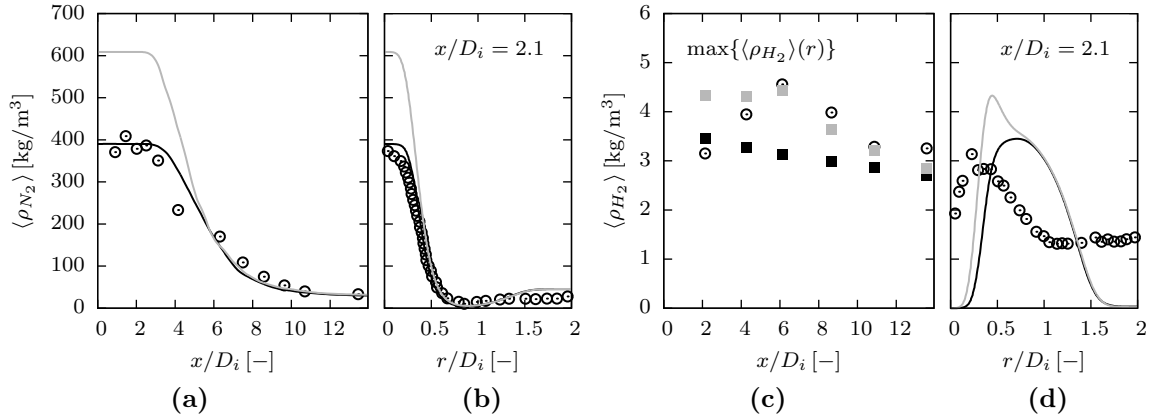 700
600
500
400
300
200
100
0
⟨ρ_{N_2}⟩ [kg/m^3]
0 2 4 6 8 10 12
x/D_i [−]
(a)
x/D_i = 2.1
0 0.5 1 1.5 2
r/D_i [−]
(b)
6
5
4
3
2
1
0
⟨ρ_{H_2}⟩ [kg/m^3]
max{⟨ρ_{H_2}⟩(r)}
0 2 4 6 8 10 12
x/D_i [−]
(c)
x/D_i = 2.1
0 0.5 1 1.5 2
r/D_i [−]
(d)